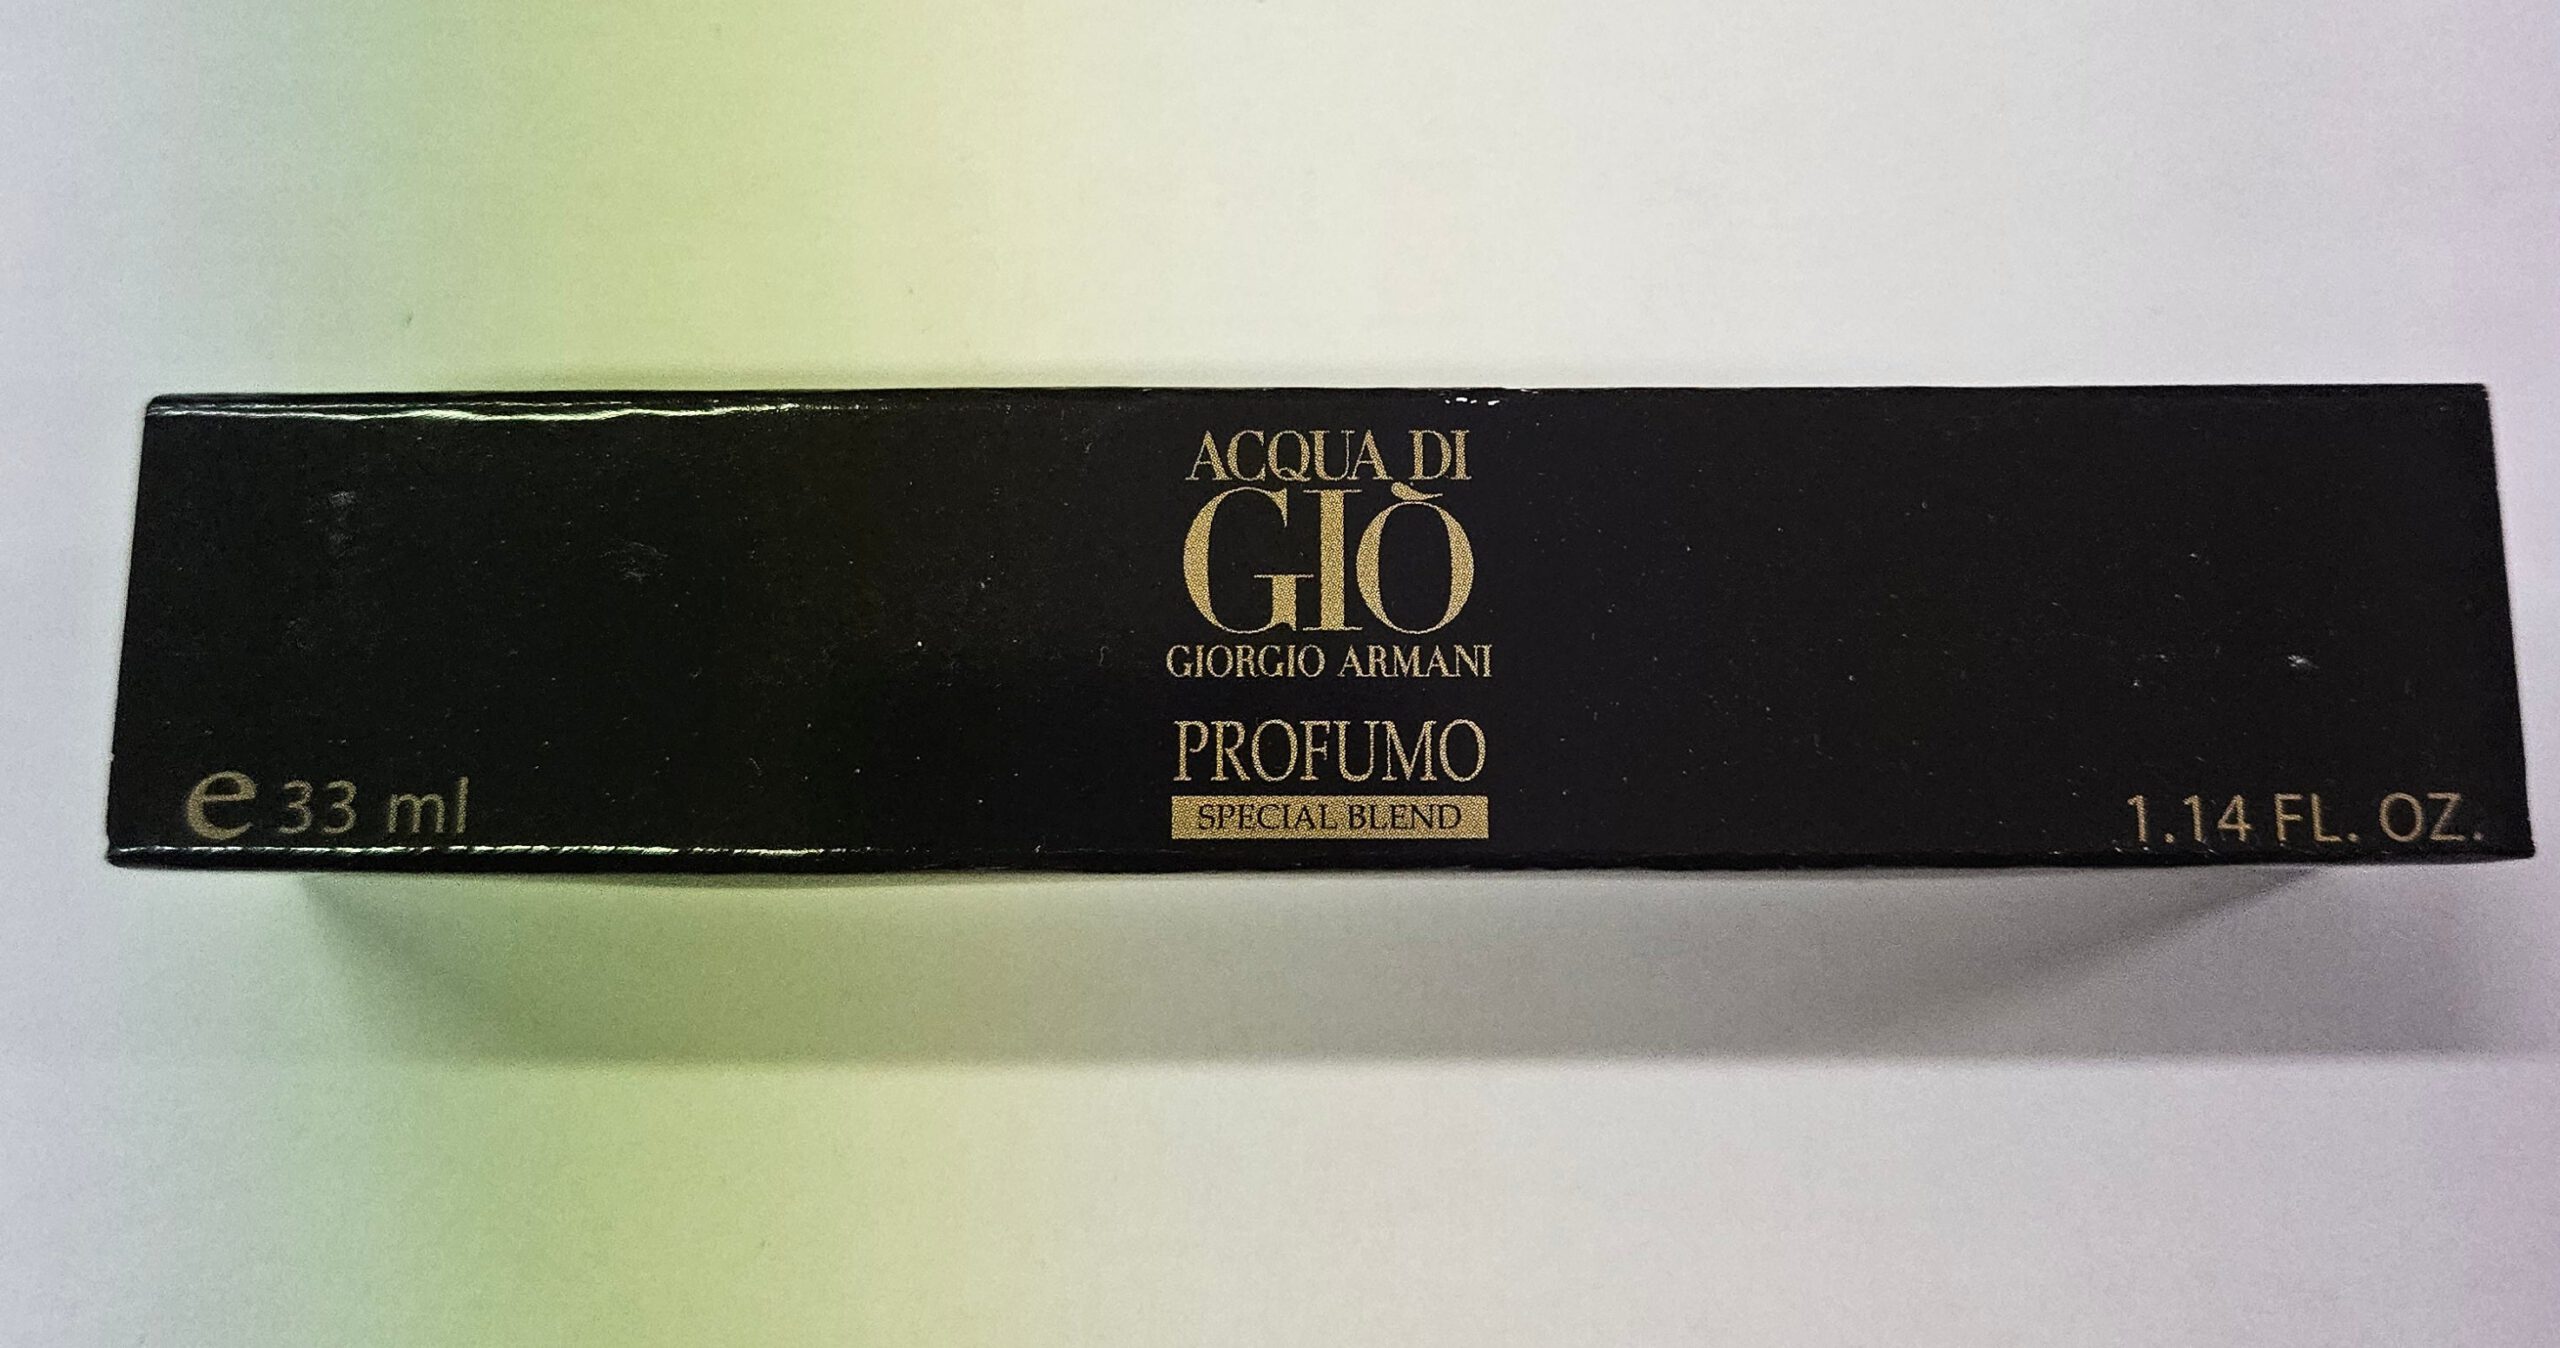 ACQUA DI
GIÒ
GIORGIO ARMANI
PROFUMO
SPECIAL BLEND
e 33 ml
1.14 FL. OZ.